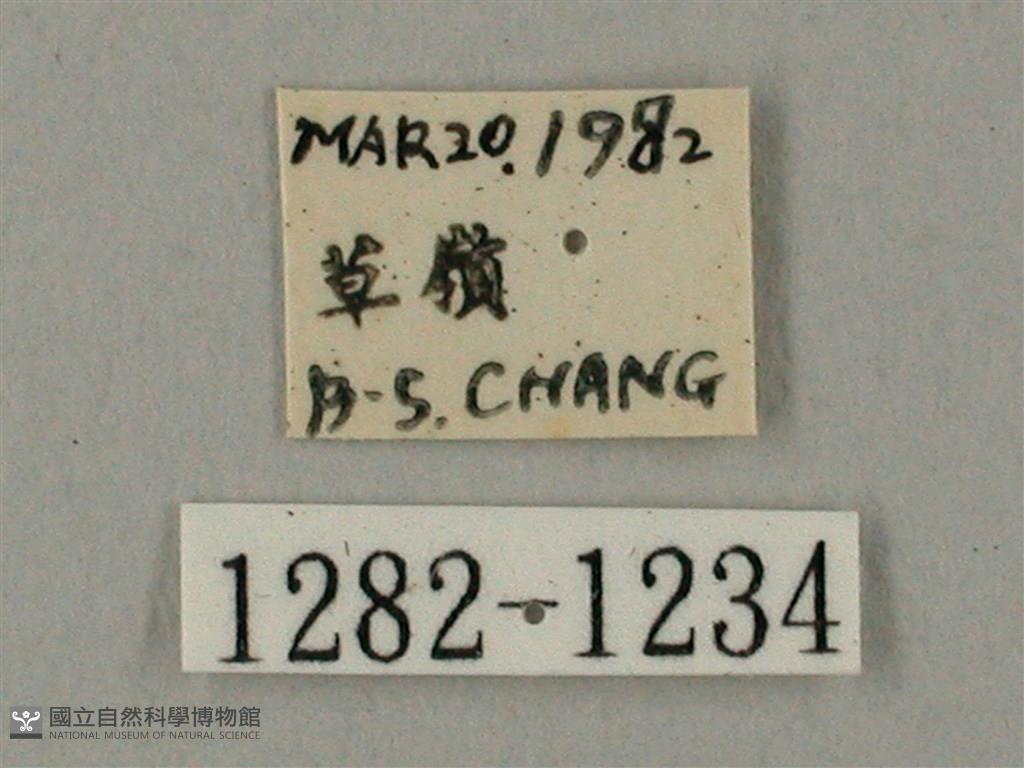 MAR20.1982
草嶺
B-S.CHANG
1282-1234
國立自然科學博物館
NATIONAL MUSEUM OF NATURAL SCIENCE